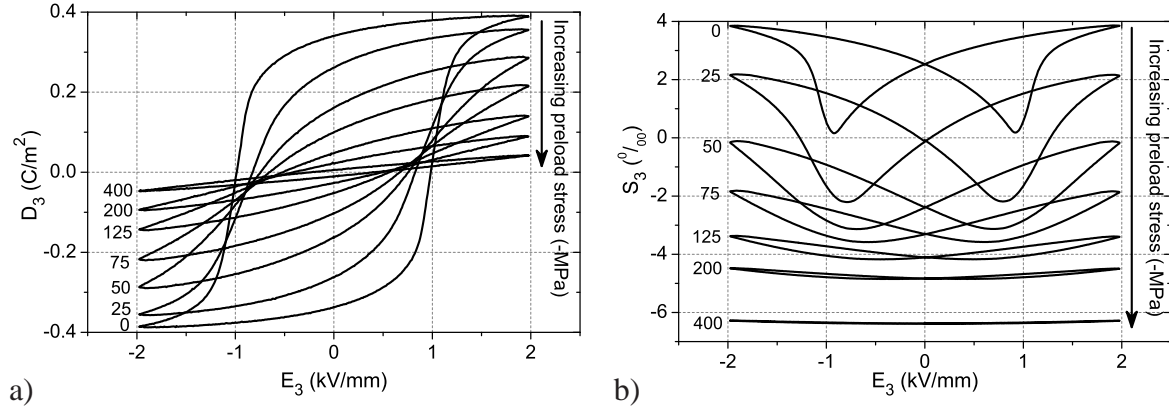 0.4
0.2
0.0
-0.2
-0.4
D₃ (C/m²)
400
200
125
75
50
25
0
-2 -1 0 1 2
E₃ (kV/mm)
Increasing preload stress (-MPa)
a)
4
2
0
-2
-4
-6
S₃ (⁰/₀₀)
0
25
50
75
125
200
400
-2 -1 0 1 2
E₃ (kV/mm)
Increasing preload stress (-MPa)
b)